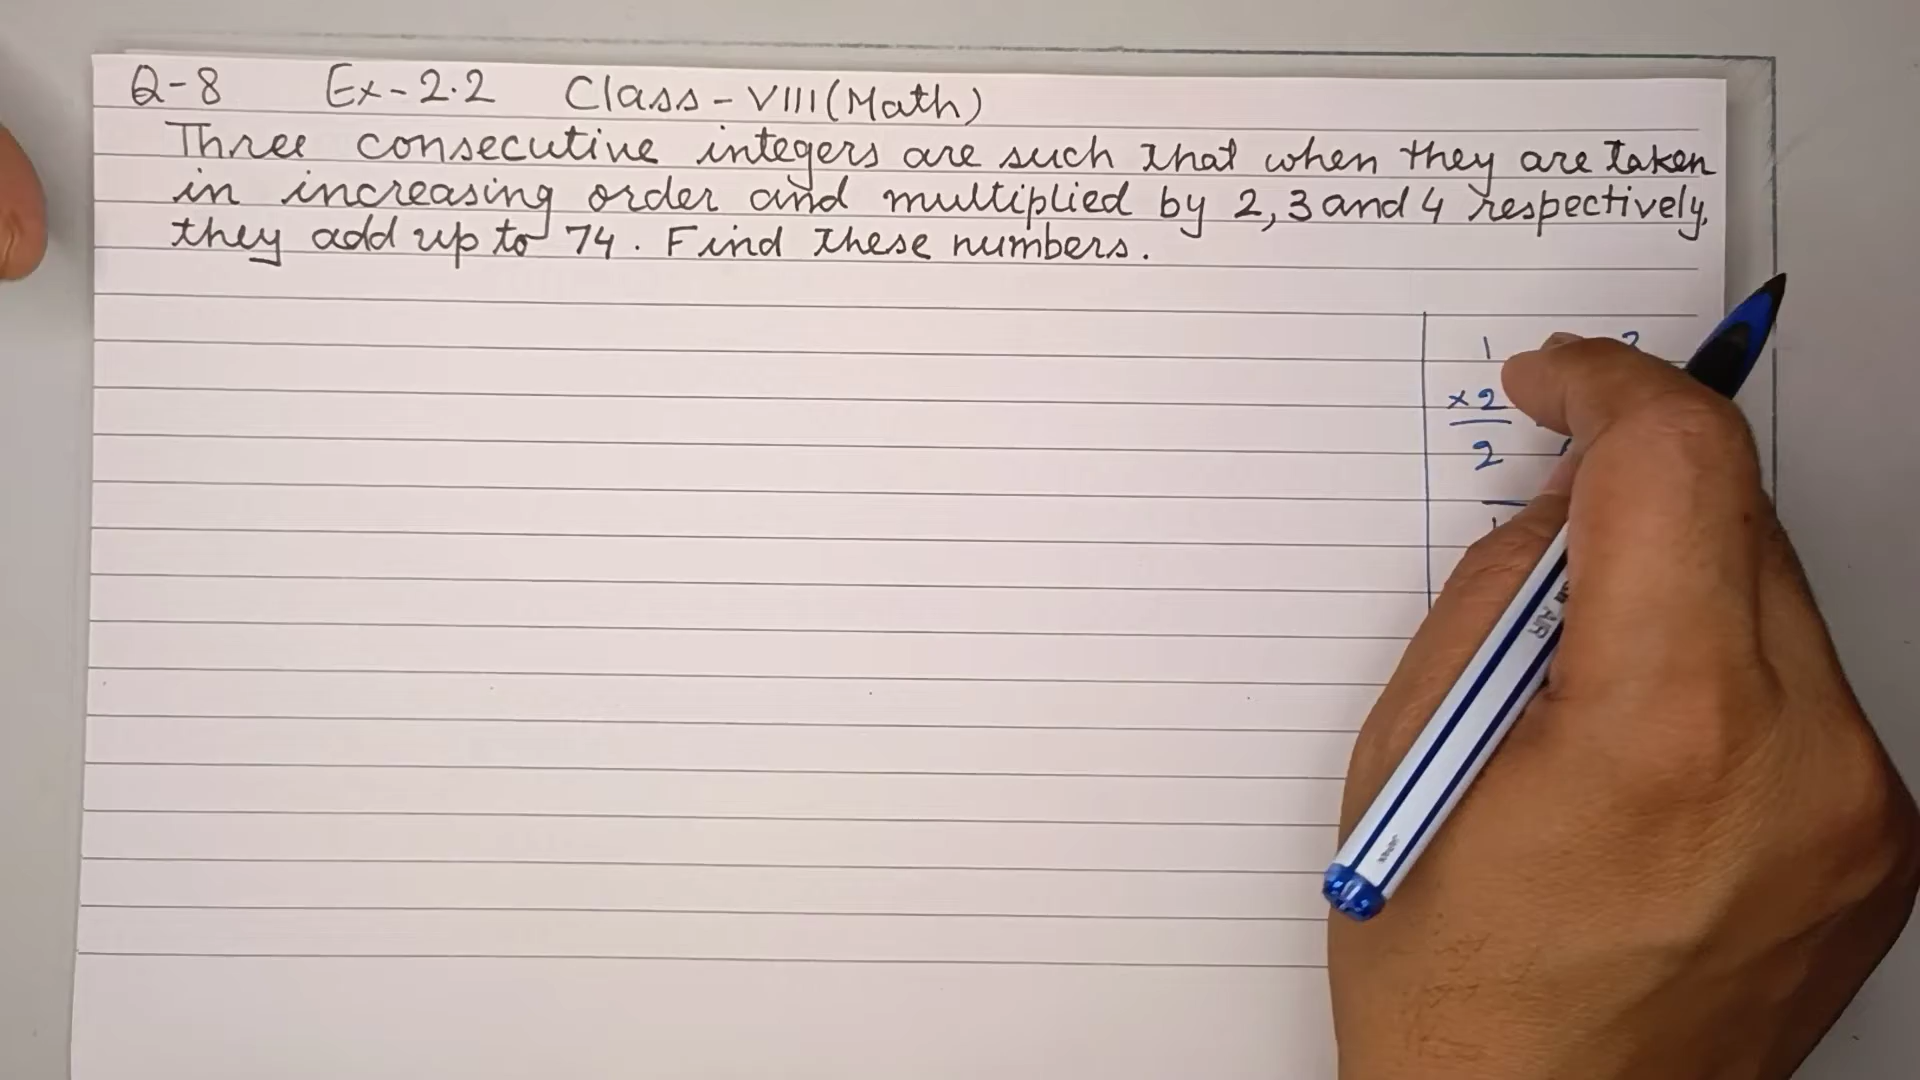 Q-8 Ex-2.2 Class-VIII (Math)
Three consecutive integers are such that when they are taken
in increasing order and multiplied by 2, 3 and 4 respectively,
they add up to 74. Find these numbers.
1
×2
2
AIR